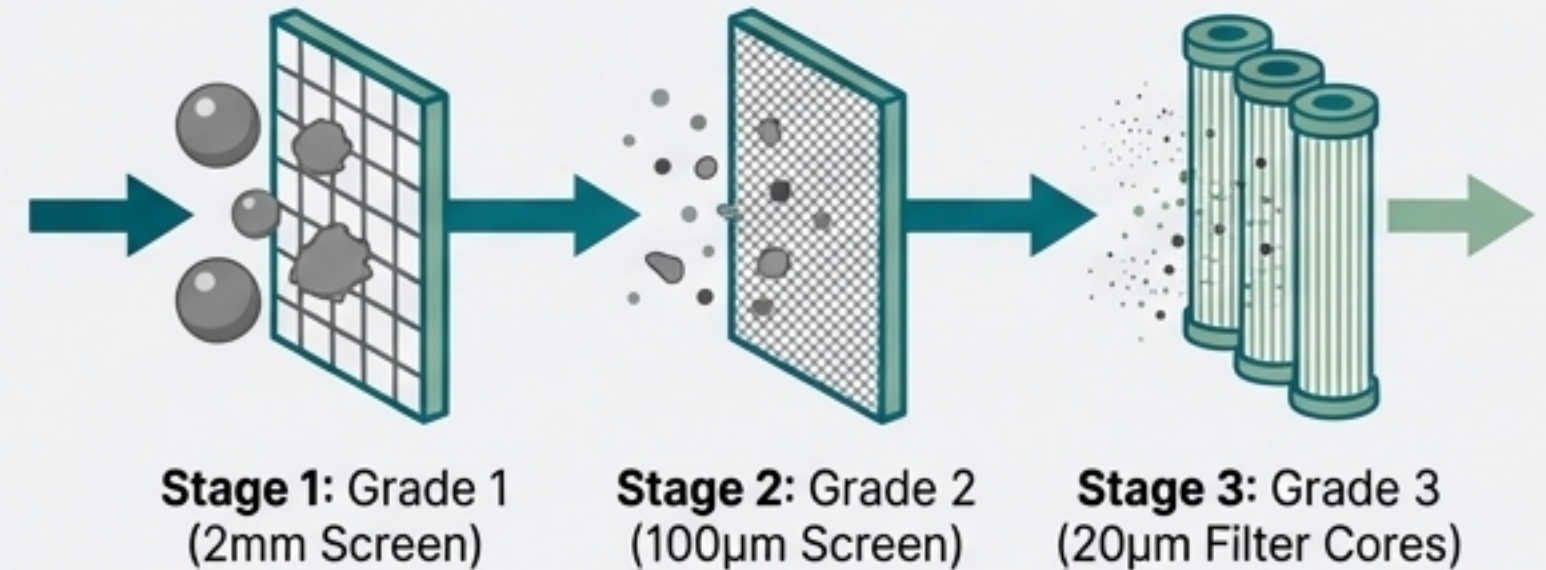 Stage 1: Grade 1
(2mm Screen)
Stage 2: Grade 2
(100µm Screen)
Stage 3: Grade 3
(20µm Filter Cores)